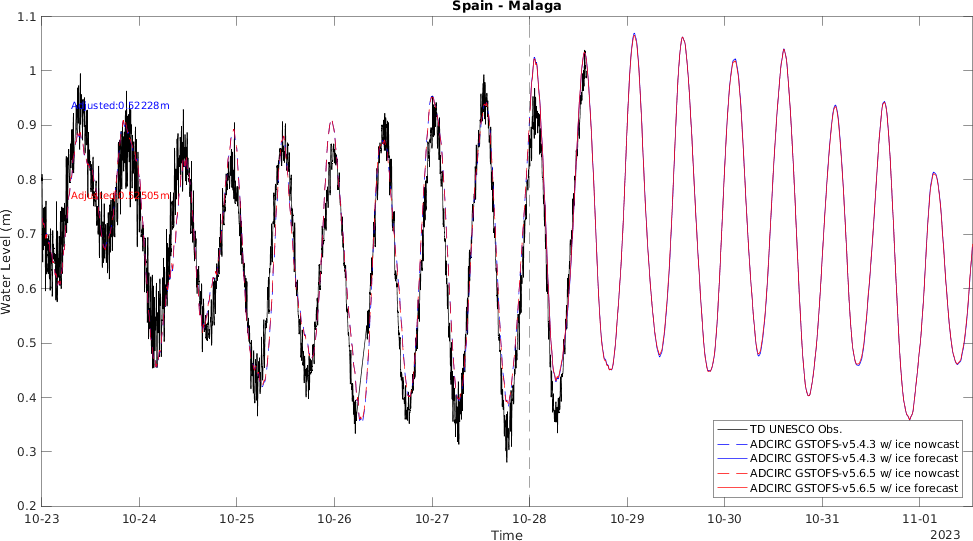 Spain - Malaga
Water Level (m)
1.1
1
0.9
0.8
0.7
0.6
0.5
0.4
0.3
0.2
Adjusted:0.52228m
TD UNESCO Obs.
ADCIRC GSTOFS-v5.4.3 w/ ice nowcast
ADCIRC GSTOFS-v5.4.3 w/ ice forecast
ADCIRC GSTOFS-v5.6.5 w/ ice nowcast
ADCIRC GSTOFS-v5.6.5 w/ ice forecast
10-23 10-24 10-25 10-26 10-27 10-28 10-29 10-30 10-31 11-01
Time
2023